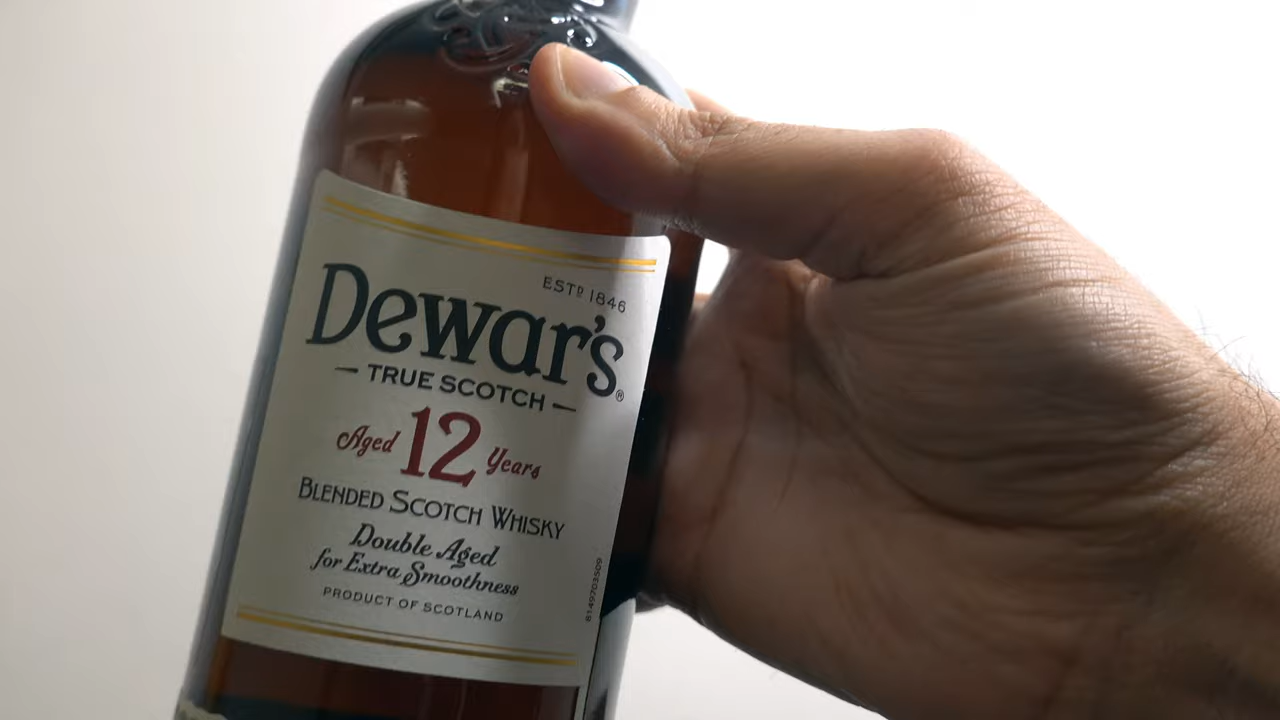 ESTD 1846
Dewar's®
— TRUE SCOTCH —
Aged 12 Years
BLENDED SCOTCH WHISKY
Double Aged
for Extra Smoothness
PRODUCT OF SCOTLAND
6149703509